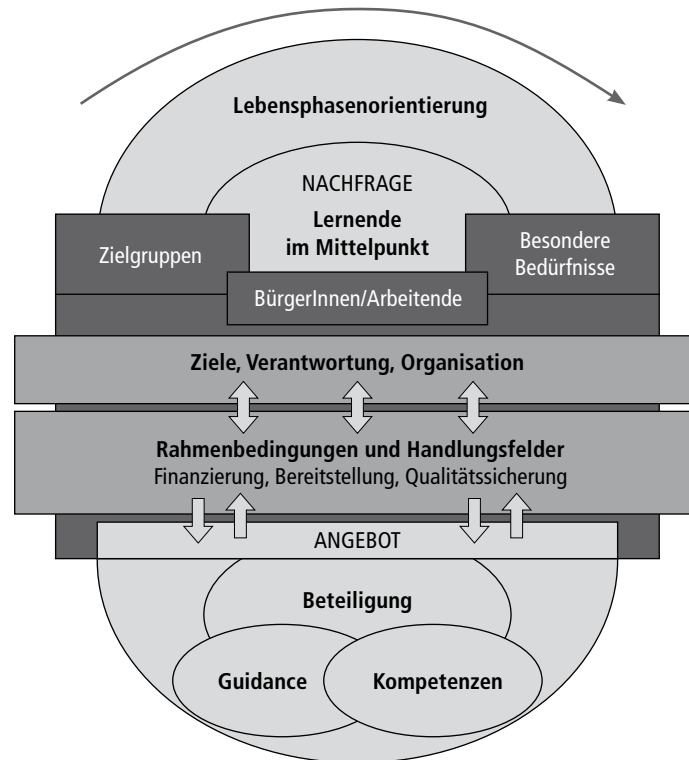 Lebensphasenorientierung
NACHFRAGE
Lernende
im Mittelpunkt
Zielgruppen
Besondere
Bedürfnisse
BürgerInnen/Arbeitende
Ziele, Verantwortung, Organisation
Rahmenbedingungen und Handlungsfelder
Finanzierung, Bereitstellung, Qualitätssicherung
ANGEBOT
Beteiligung
Guidance
Kompetenzen